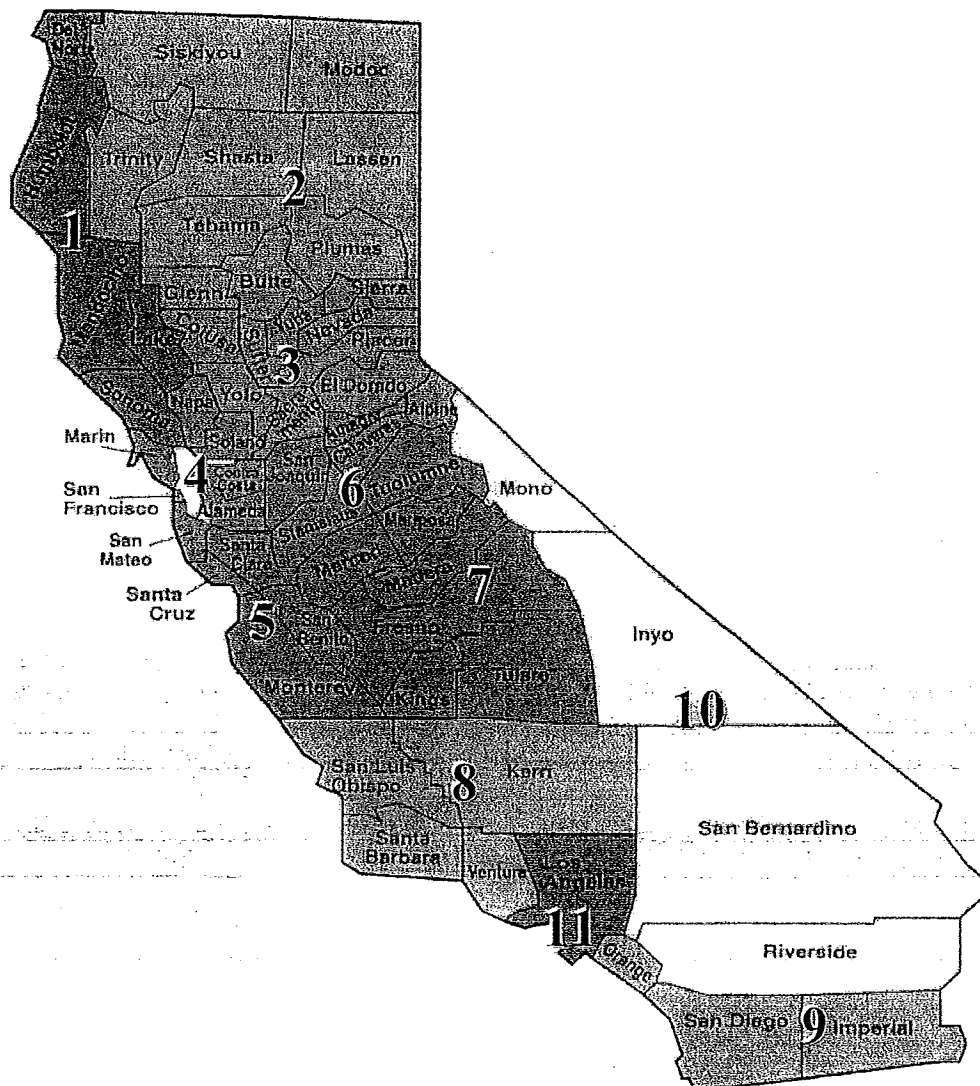 Del
Norte
Siskiyou
Modoc
Humboldt
Trinity
Shasta
Lassen
2
1
Tehama
Plumas
Mendocino
Glenn
Butte
Sierra
Lake
Colusa
Sutter
Yuba
Nevada
Placer
3
Sonoma
Napa
Yolo
Sacra
mento
El Dorado
Amador
Alpine
Marin
Solano
Calaveras
4
Contra
Costa
San
Joaquin
Tuolumne
Mono
San
Francisco
6
Alameda
Stanislaus
Mariposa
San
Mateo
Santa
Clara
Merced
Madera
7
Santa
Cruz
5
San
Benito
Fresno
Inyo
Monterey
Kings
Tulare
10
San Luis
Obispo
8
Kern
San Bernardino
Santa
Barbara
Ventura
Los
Angeles
11
Orange
Riverside
San Diego
9
Imperial